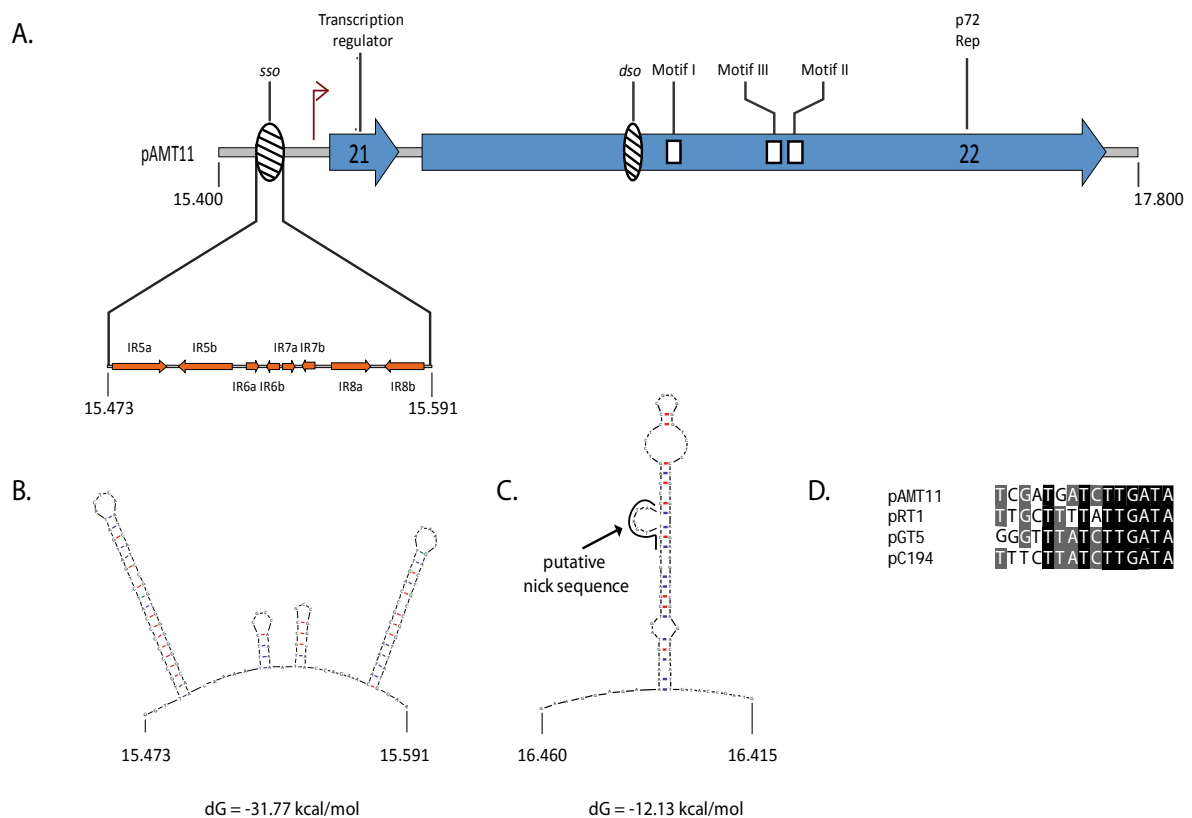 A.
Transcription
regulator
p72
Rep
sso
dso
Motif I
Motif III
Motif II
pAMT11
21
22
15.400
17.800
IR5a
IR5b
IR7a
IR7b
IR6a
IR6b
IR8a
IR8b
15.473
15.591
B.
15.473
15.591
dG = -31.77 kcal/mol
C.
putative
nick sequence
16.460
16.415
dG = -12.13 kcal/mol
D.
pAMT11 TCGATGATCTTGATA
pRT1 TTGCTTTTATTGATA
pGT5 GGGTTTATCTTGATA
pC194 TTTCTTATCTTGATA